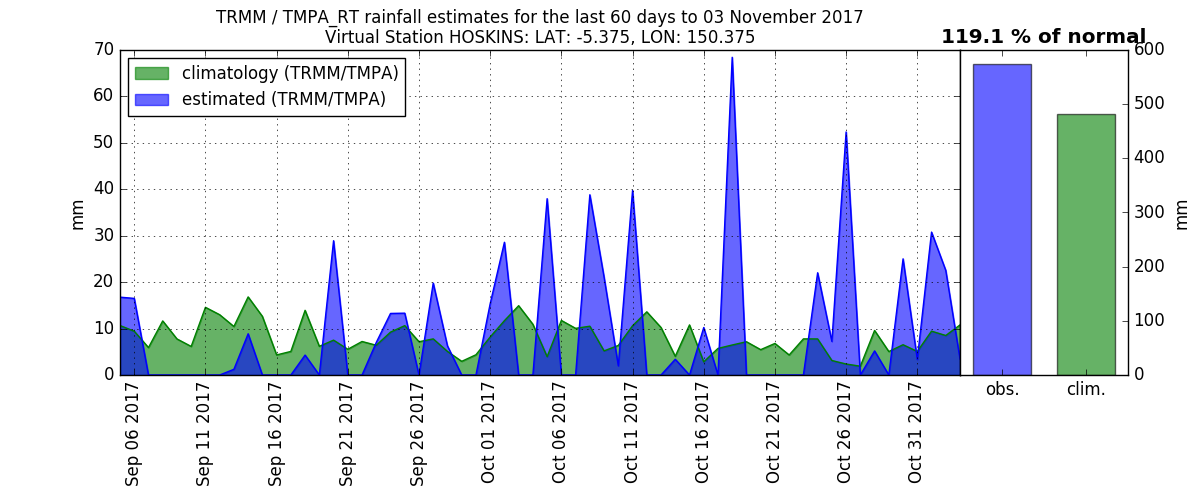 TRMM / TMPA_RT rainfall estimates for the last 60 days to 03 November 2017
Virtual Station HOSKINS: LAT: -5.375, LON: 150.375
119.1 % of normal
climatology (TRMM/TMPA)
estimated (TRMM/TMPA)
mm
70
60
50
40
30
20
10
0
Sep 06 2017
Sep 11 2017
Sep 16 2017
Sep 21 2017
Sep 26 2017
Oct 01 2017
Oct 06 2017
Oct 11 2017
Oct 16 2017
Oct 21 2017
Oct 26 2017
Oct 31 2017
obs.
clim.
600
500
400
300
200
100
0
mm